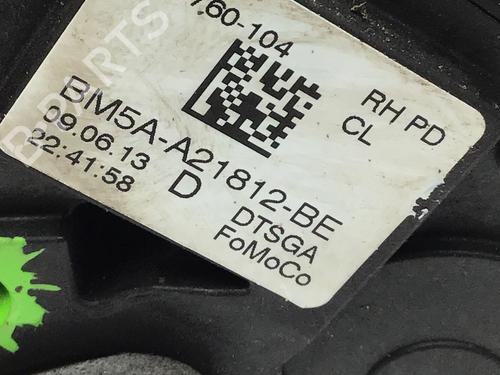 760-104
RH PD
CL
BM5A-A21812-BE
09.06.13
22:41:58
D
DTSGA
FoMoCo